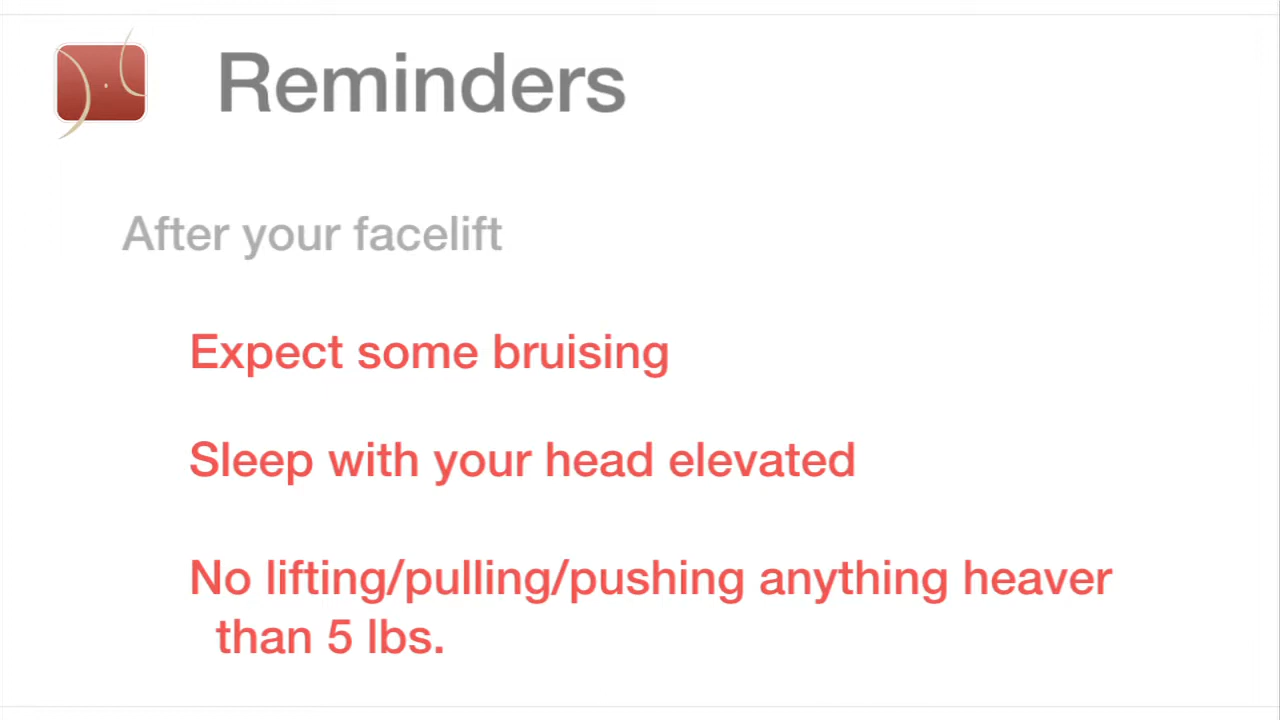 Reminders
After your facelift
Expect some bruising
Sleep with your head elevated
No lifting/pulling/pushing anything heaver
than 5 lbs.